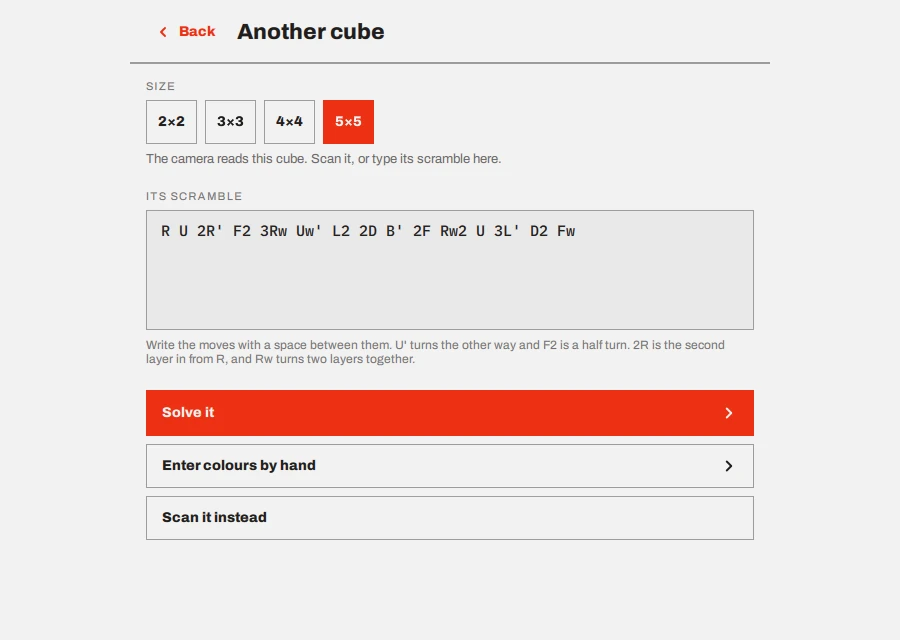 Back Another cube
SIZE
2×2 3×3 4×4 5×5
The camera reads this cube. Scan it, or type its scramble here.
ITS SCRAMBLE
R U 2R' F2 3Rw Uw' L2 2D B' 2F Rw2 U 3L' D2 Fw
Write the moves with a space between them. U' turns the other way and F2 is a half turn. 2R is the second
layer in from R, and Rw turns two layers together.
Solve it
Enter colours by hand
Scan it instead